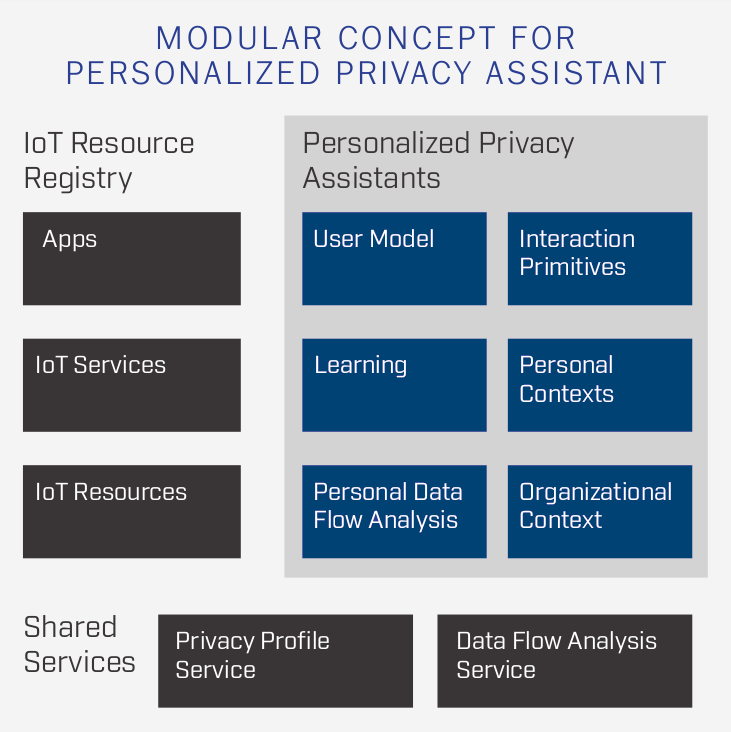 MODULAR CONCEPT FOR
PERSONALIZED PRIVACY ASSISTANT
IoT Resource
Registry
Apps
IoT Services
IoT Resources
Personalized Privacy
Assistants
User Model
Interaction
Primitives
Learning
Personal
Contexts
Personal Data
Flow Analysis
Organizational
Context
Shared
Services
Privacy Profile
Service
Data Flow Analysis
Service